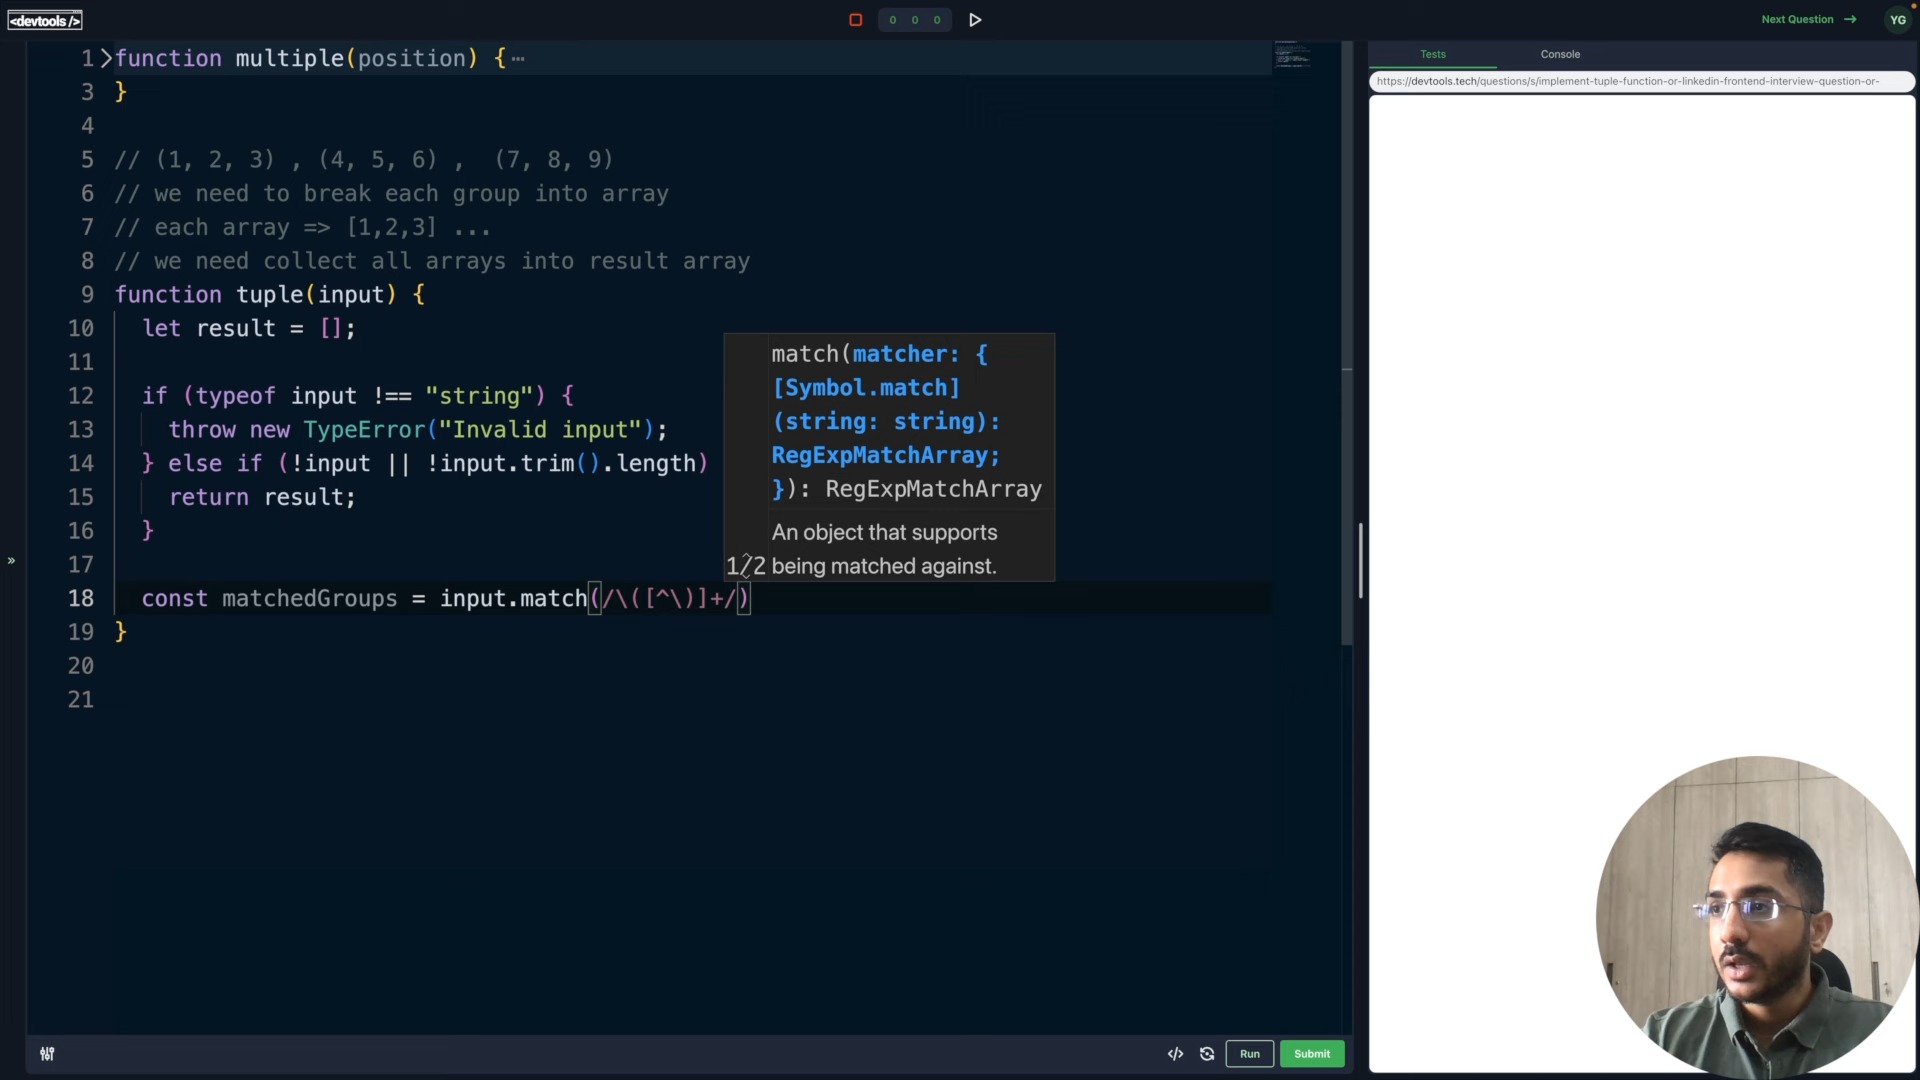 <devtools />
0 0 0
Next Question
YG
1 function multiple(position) {…
3 }
4
5 // (1, 2, 3) , (4, 5, 6) ,  (7, 8, 9)
6 // we need to break each group into array
7 // each array => [1,2,3] ...
8 // we need collect all arrays into result array
9 function tuple(input) {
10 let result = [];
11
12 if (typeof input !== "string") {
13 throw new TypeError("Invalid input");
14 } else if (!input || !input.trim().length)
15 return result;
16 }
17
18 const matchedGroups = input.match(/\([^\)]+/)
19 }
20
21
match(matcher: {
[Symbol.match]
(string: string):
RegExpMatchArray;
}): RegExpMatchArray
An object that supports
1/2 being matched against.
Run
Submit
Tests
Console
https://devtools.tech/questions/s/implement-tuple-function-or-linkedin-frontend-interview-question-or-